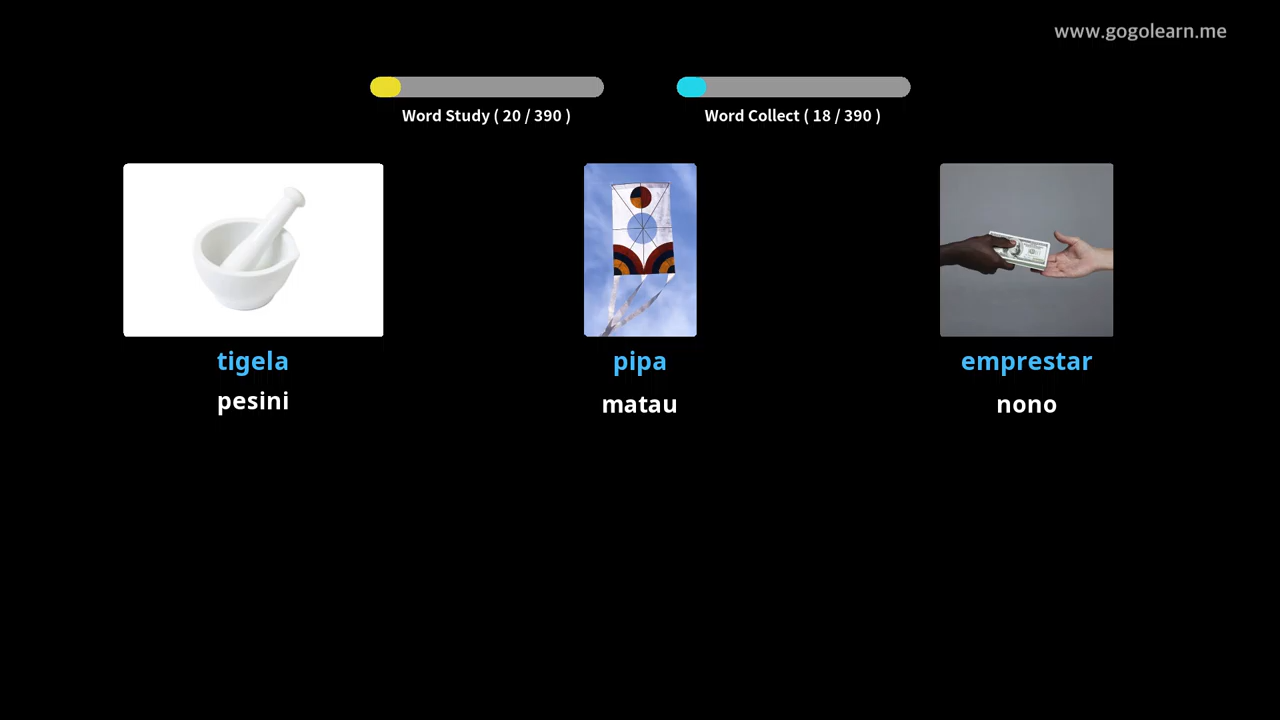 www.gogolearn.me
Word Study ( 20 / 390 )
Word Collect ( 18 / 390 )
tigela
pipa
emprestar
pesini
matau
nono